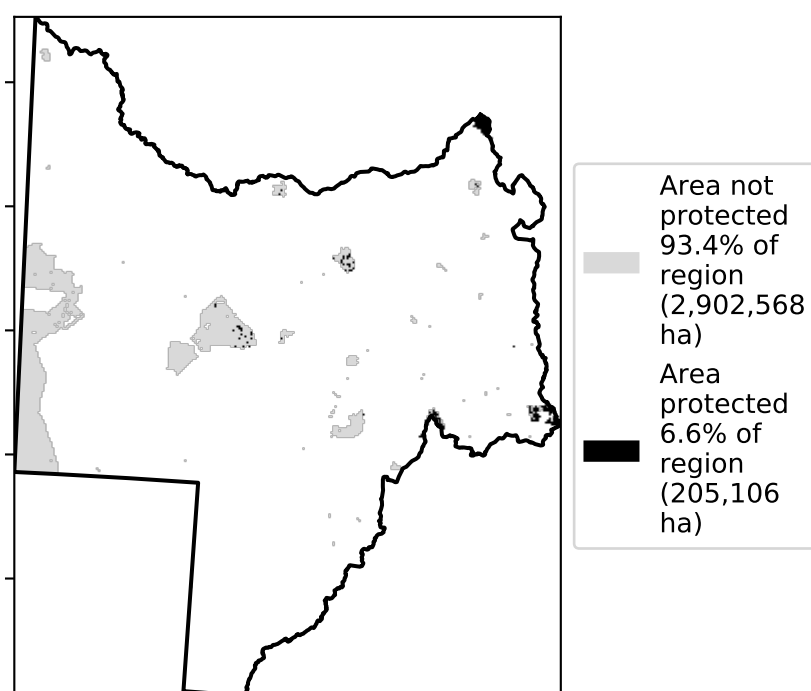 Area not
protected
93.4% of
region
(2,902,568
ha)
Area
protected
6.6% of
region
(205,106
ha)